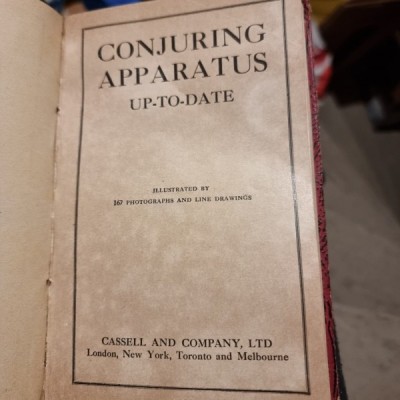 CONJURING
APPARATUS
UP-TO-DATE
ILLUSTRATED BY
167 PHOTOGRAPHS AND LINE DRAWINGS
CASSELL AND COMPANY, LTD
London, New York, Toronto and Melbourne